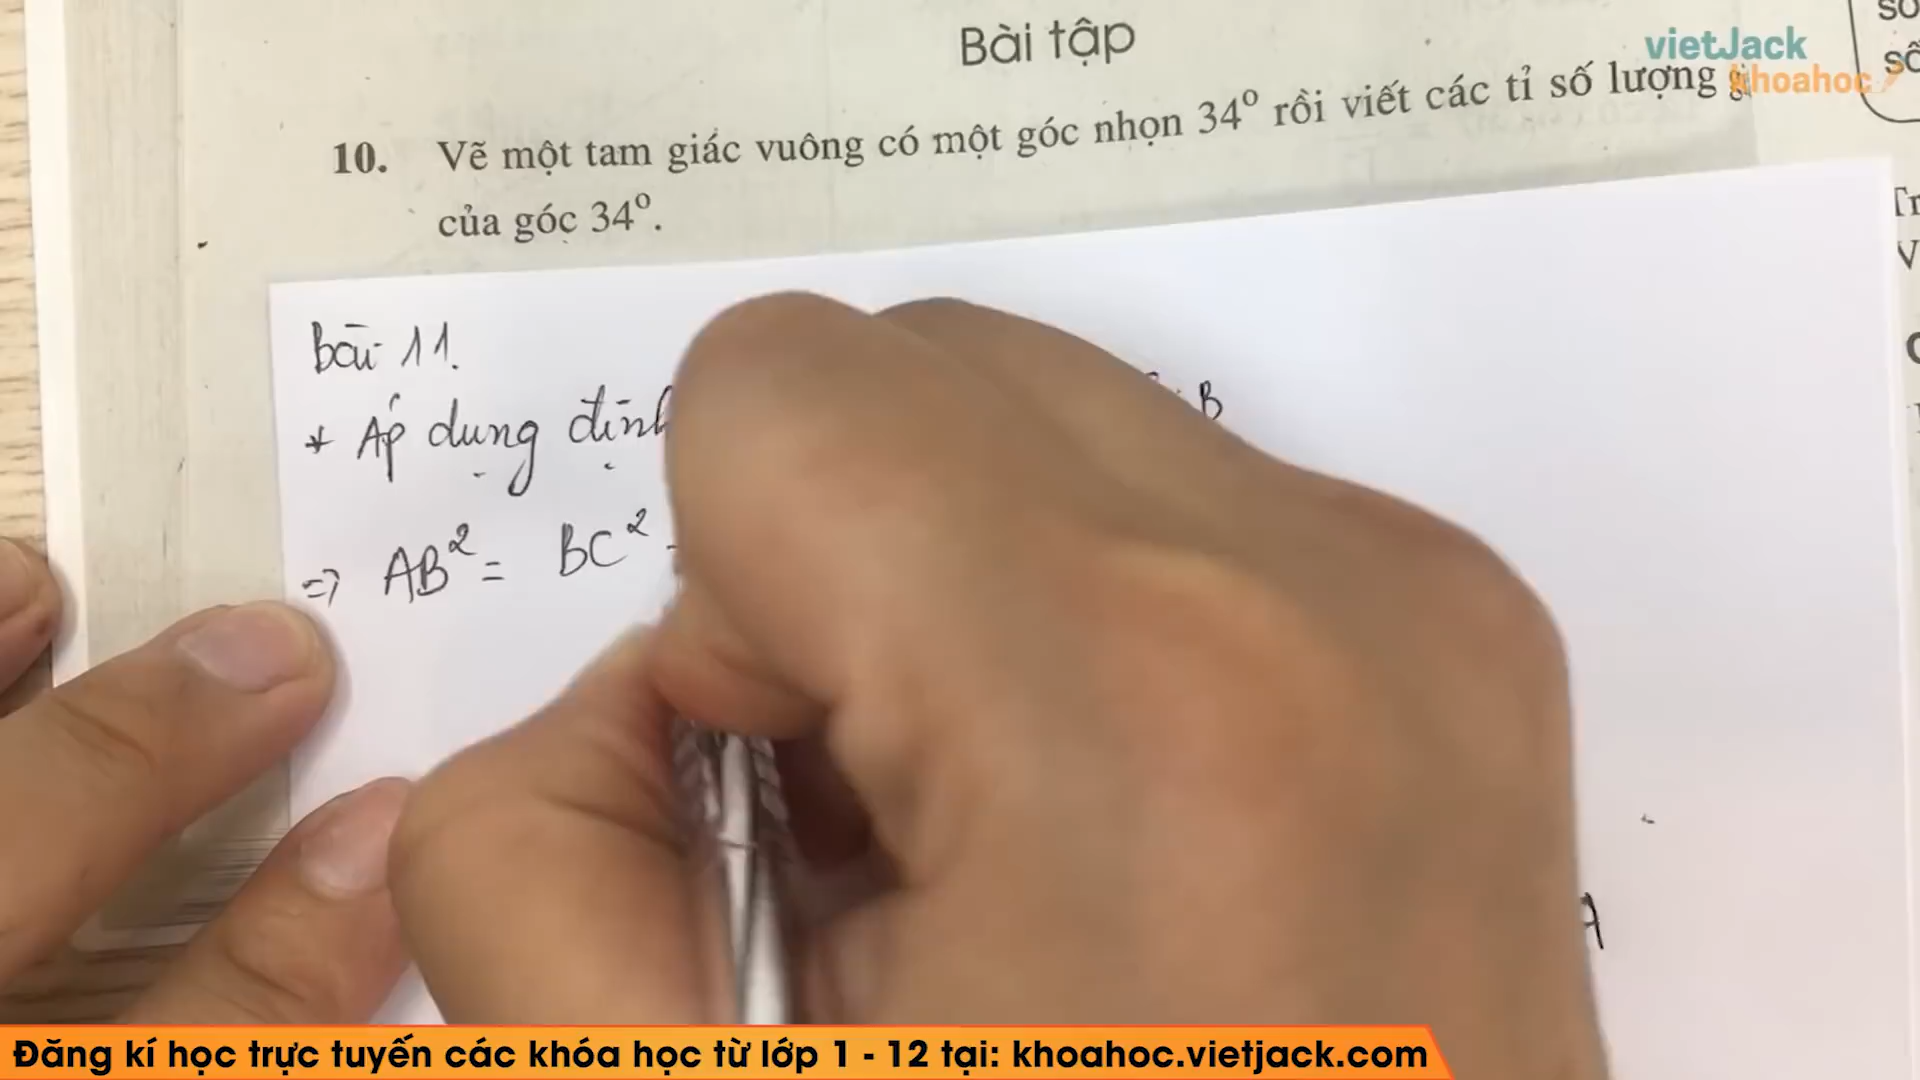 Bài tập
vietJack
khoahoc
10. Vẽ một tam giác vuông có một góc nhọn 34° rồi viết các tỉ số lượng
của góc 34°.
Bài 11.
* Áp dụng
B
=> AB² = BC²
A
Đăng kí học trực tuyến các khóa học từ lớp 1 - 12 tại: khoahoc.vietjack.com